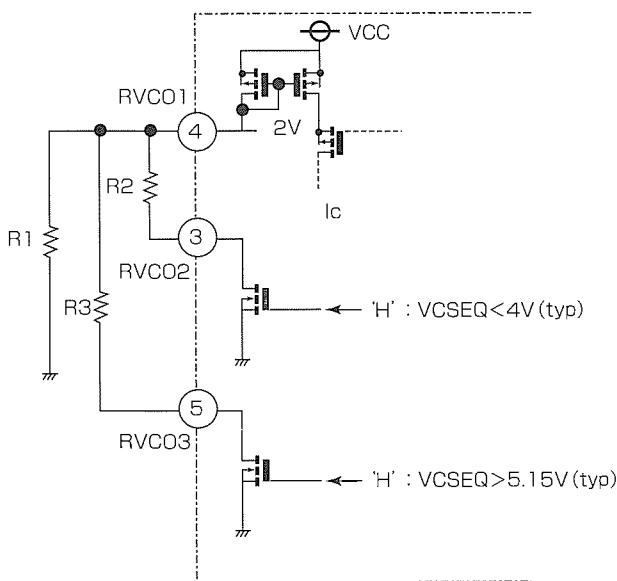 VCC
RVCO1
4
2V
R2
Ic
R1
3
RVCO2
R3
'H' : VCSEQ<4V(typ)
5
RVCO3
'H' : VCSEQ>5.15V(typ)